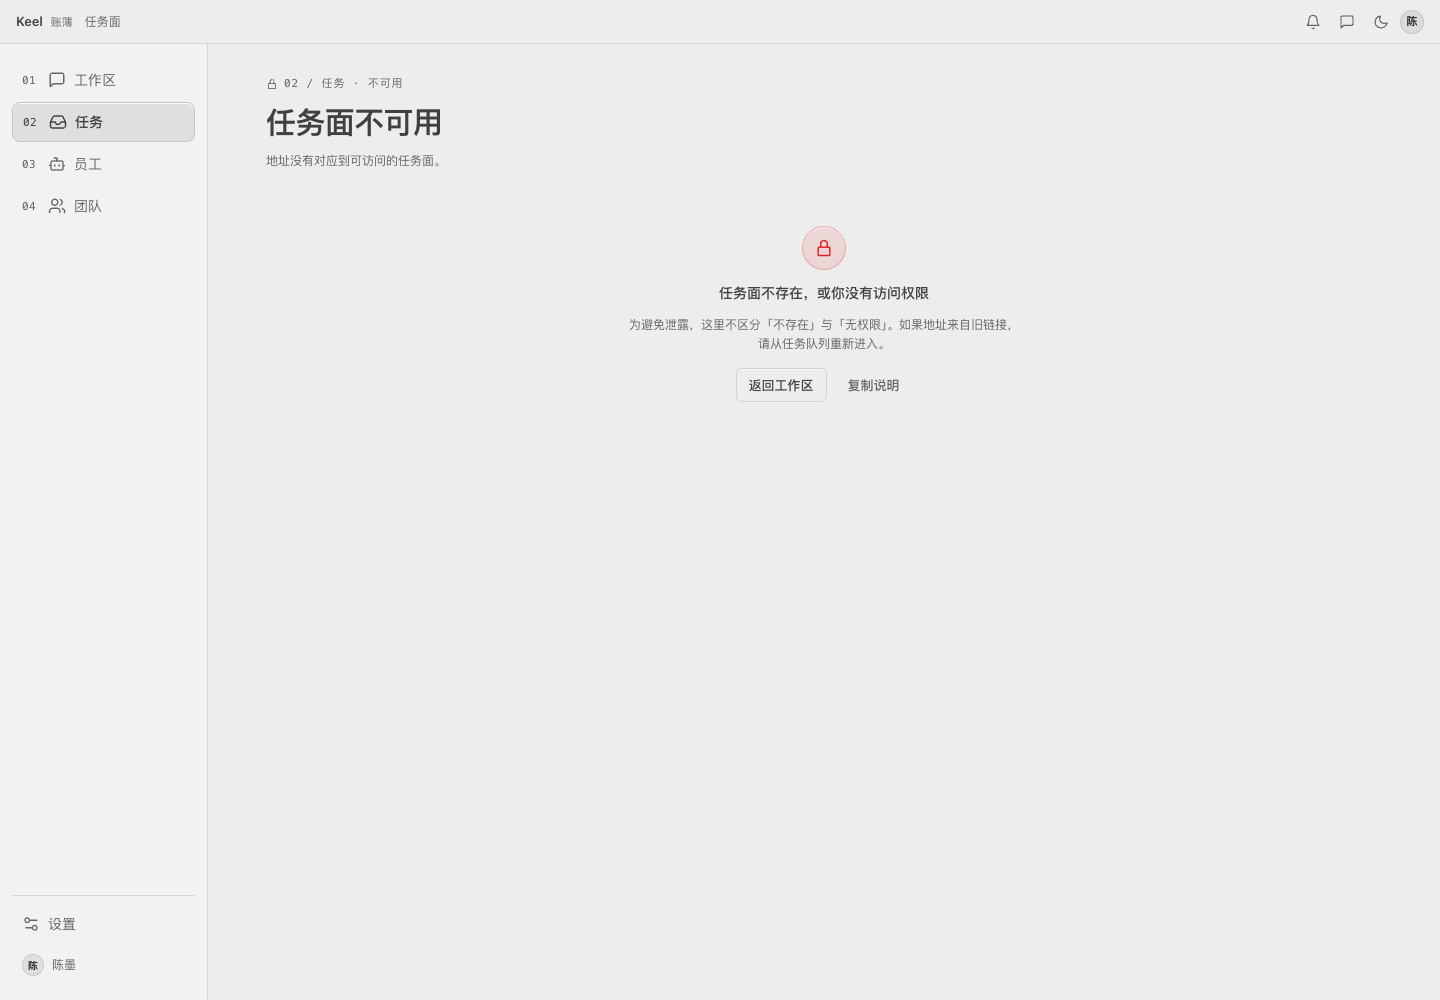 Keel 账簿 任务面
陈
01 工作区
02 任务
03 员工
04 团队
设置
陈 陈墨
02 / 任务 · 不可用
任务面不可用
地址没有对应到可访问的任务面。
任务面不存在，或你没有访问权限
为避免泄露，这里不区分「不存在」与「无权限」。如果地址来自旧链接，
请从任务队列重新进入。
返回工作区 复制说明